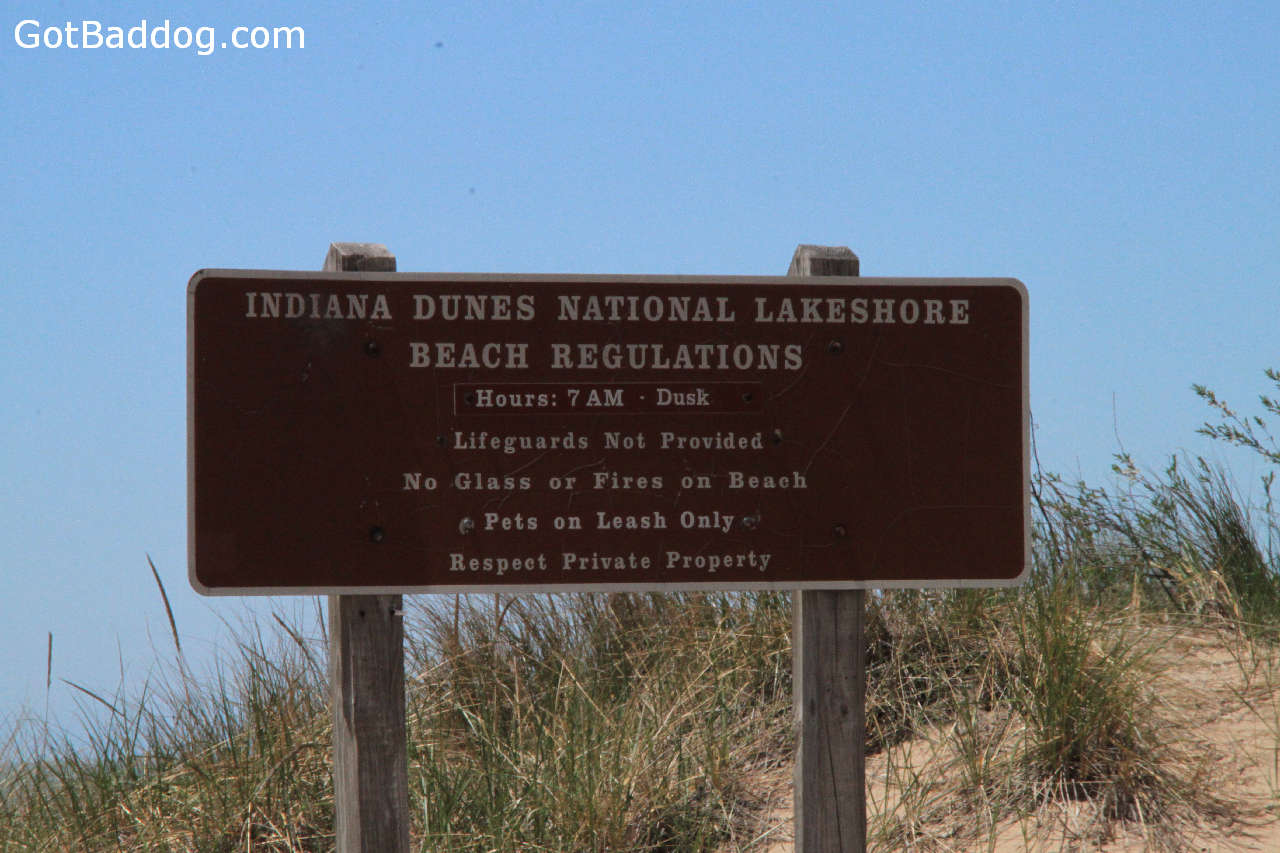 GotBaddog.com
INDIANA DUNES NATIONAL LAKESHORE
BEACH REGULATIONS
Hours: 7 AM · Dusk
Lifeguards Not Provided
No Glass or Fires on Beach
Pets on Leash Only
Respect Private Property